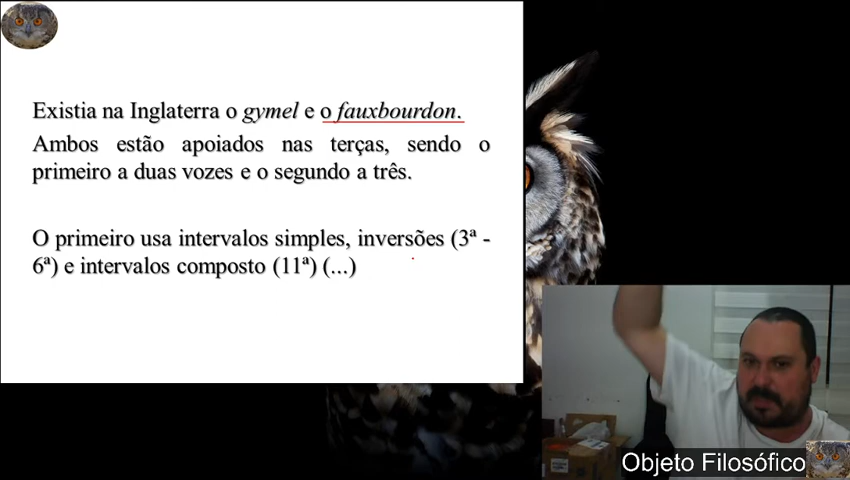 Existia na Inglaterra o gymel e o fauxbourdon.
Ambos estão apoiados nas terças, sendo o
primeiro a duas vozes e o segundo a três.
O primeiro usa intervalos simples, inversões (3ª -
6ª) e intervalos composto (11ª) (...)
Objeto Filosófico